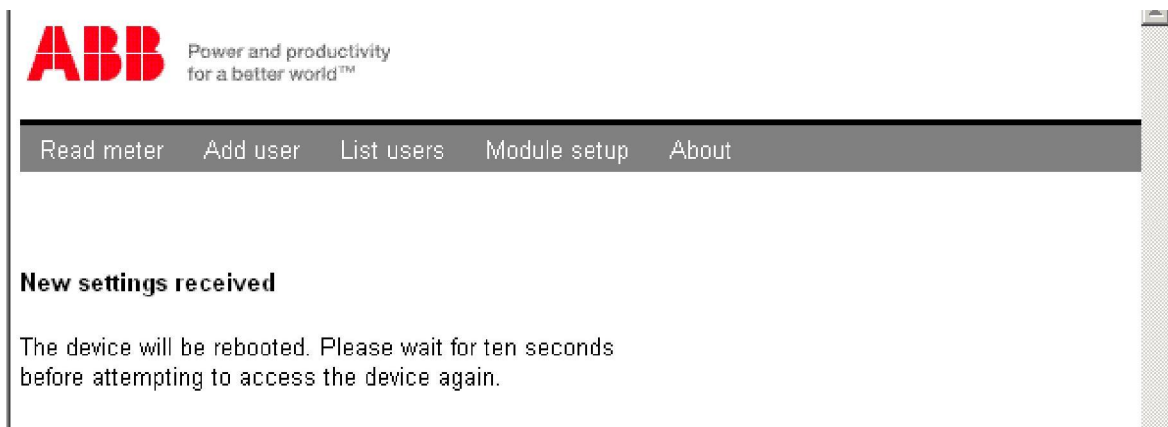 ABB
Power and productivity
for a better world™
Read meter Add user List users Module setup About
New settings received
The device will be rebooted. Please wait for ten seconds
before attempting to access the device again.